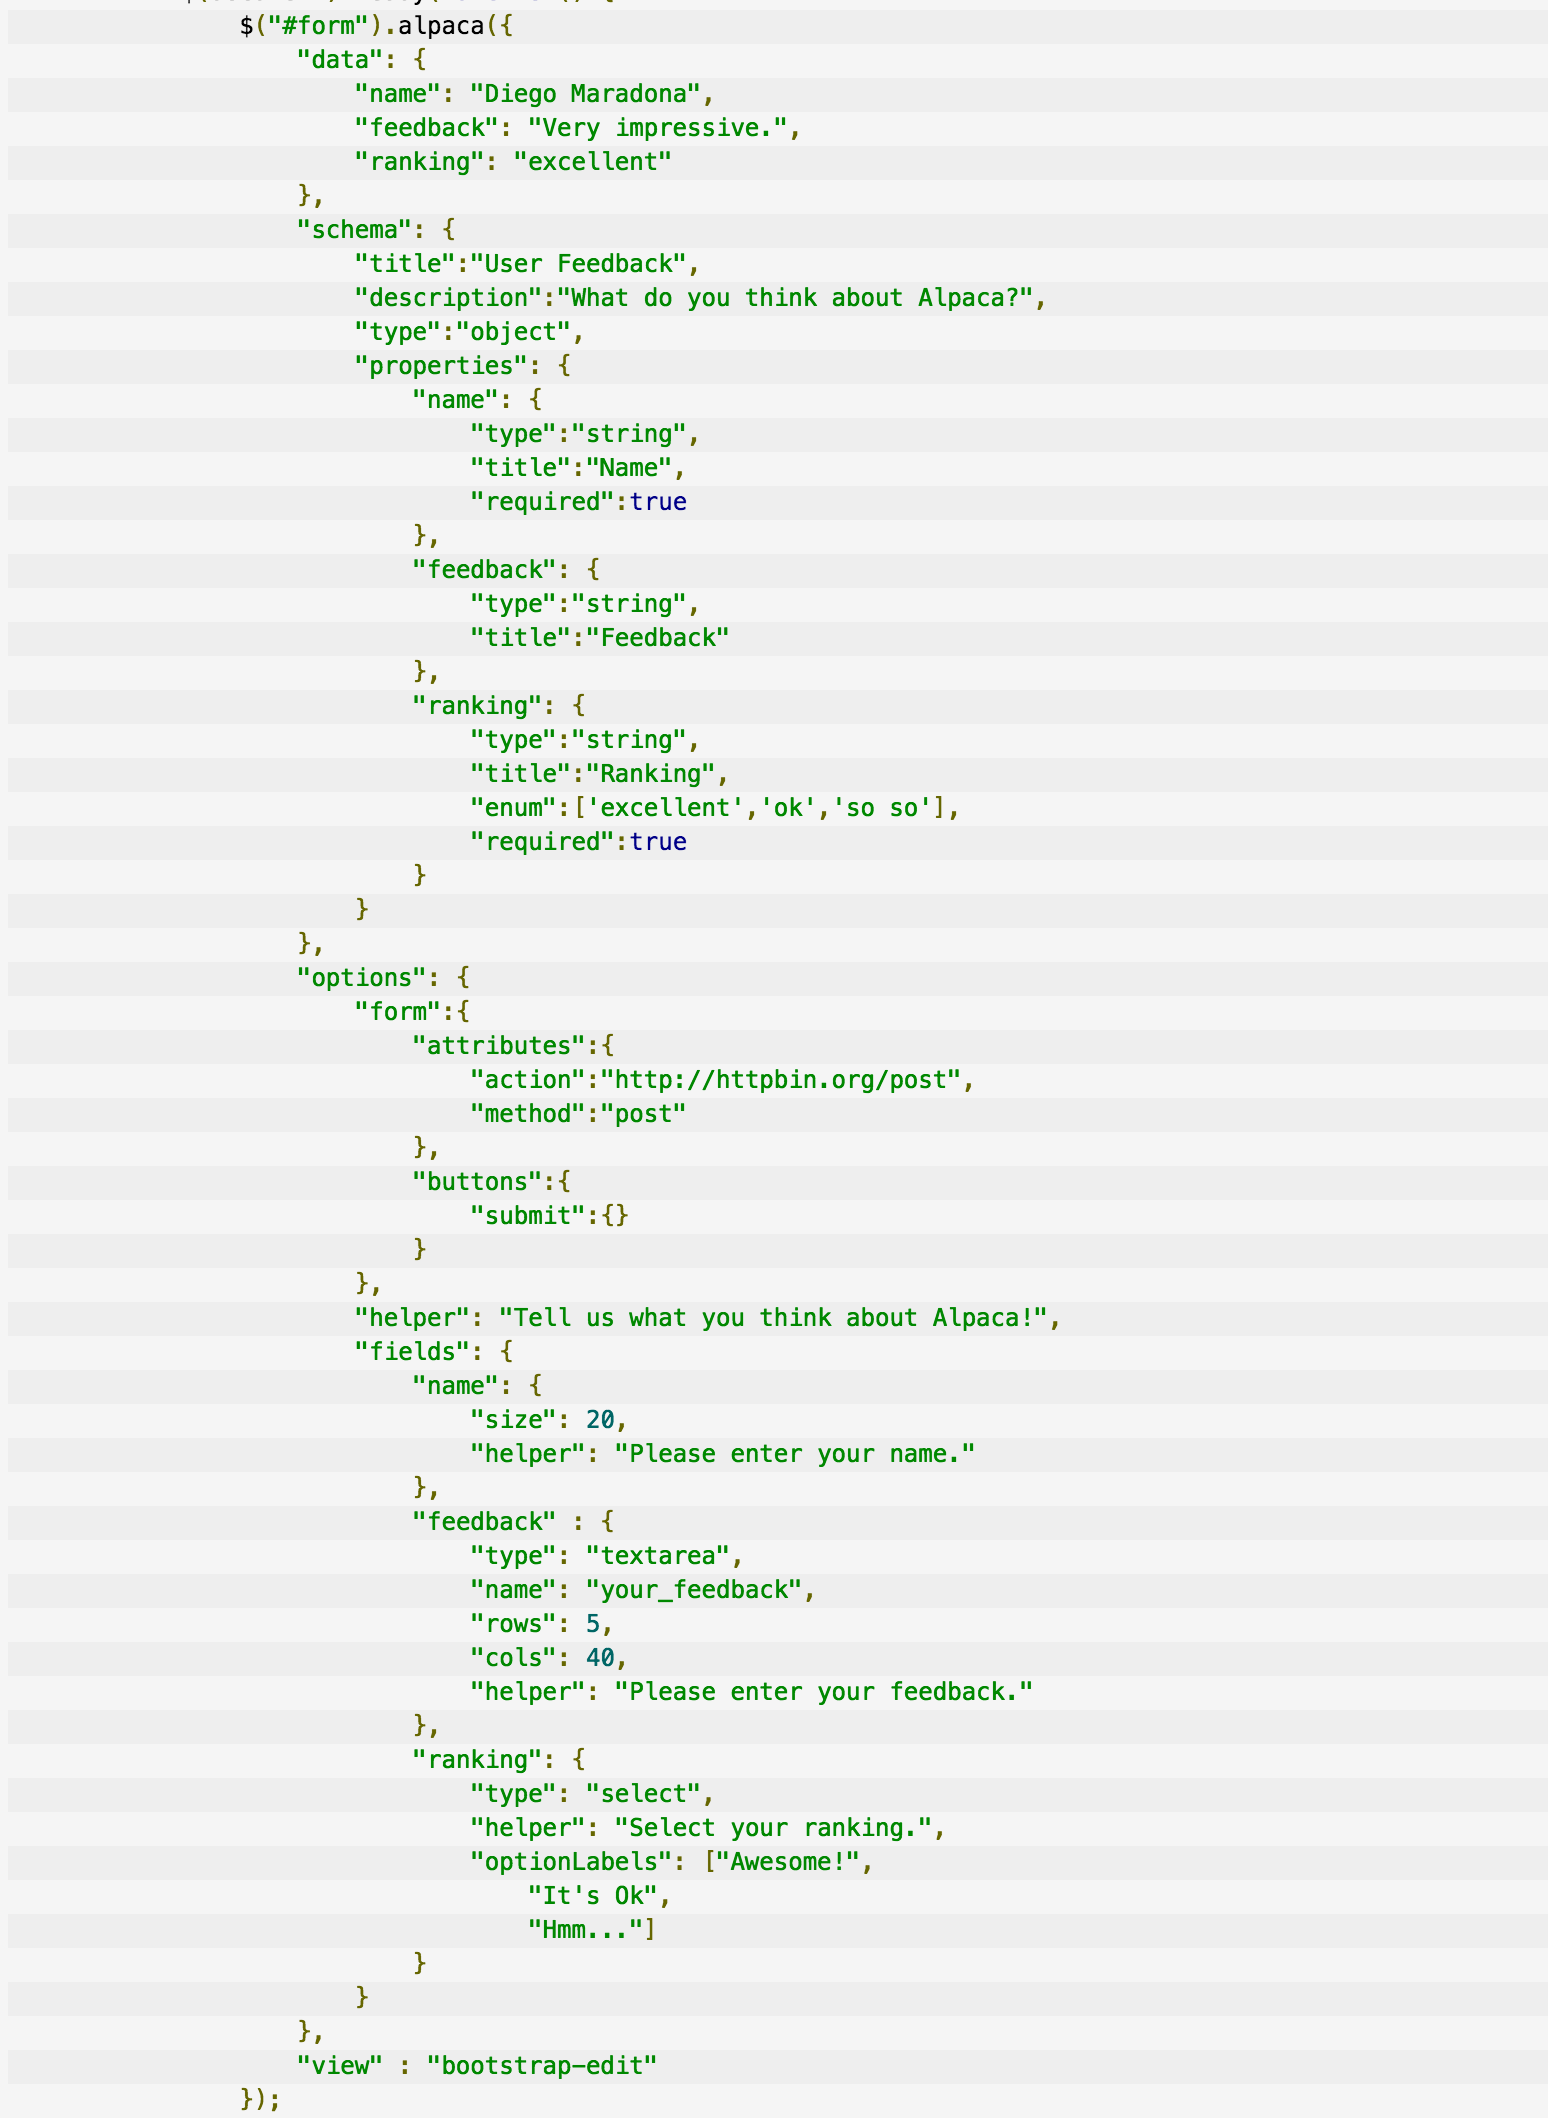 $("#form").alpaca({
"data": {
"name": "Diego Maradona",
"feedback": "Very impressive.",
"ranking": "excellent"
},
"schema": {
"title":"User Feedback",
"description":"What do you think about Alpaca?",
"type":"object",
"properties": {
"name": {
"type":"string",
"title":"Name",
"required":true
},
"feedback": {
"type":"string",
"title":"Feedback"
},
"ranking": {
"type":"string",
"title":"Ranking",
"enum":['excellent','ok','so so'],
"required":true
}
}
},
"options": {
"form":{
"attributes":{
"action":"http://httpbin.org/post",
"method":"post"
},
"buttons":{
"submit":{}
}
},
"helper": "Tell us what you think about Alpaca!",
"fields": {
"name": {
"size": 20,
"helper": "Please enter your name."
},
"feedback" : {
"type": "textarea",
"name": "your_feedback",
"rows": 5,
"cols": 40,
"helper": "Please enter your feedback."
},
"ranking": {
"type": "select",
"helper": "Select your ranking.",
"optionLabels": ["Awesome!",
"It's Ok",
"Hmm..."]
}
}
},
"view" : "bootstrap-edit"
});